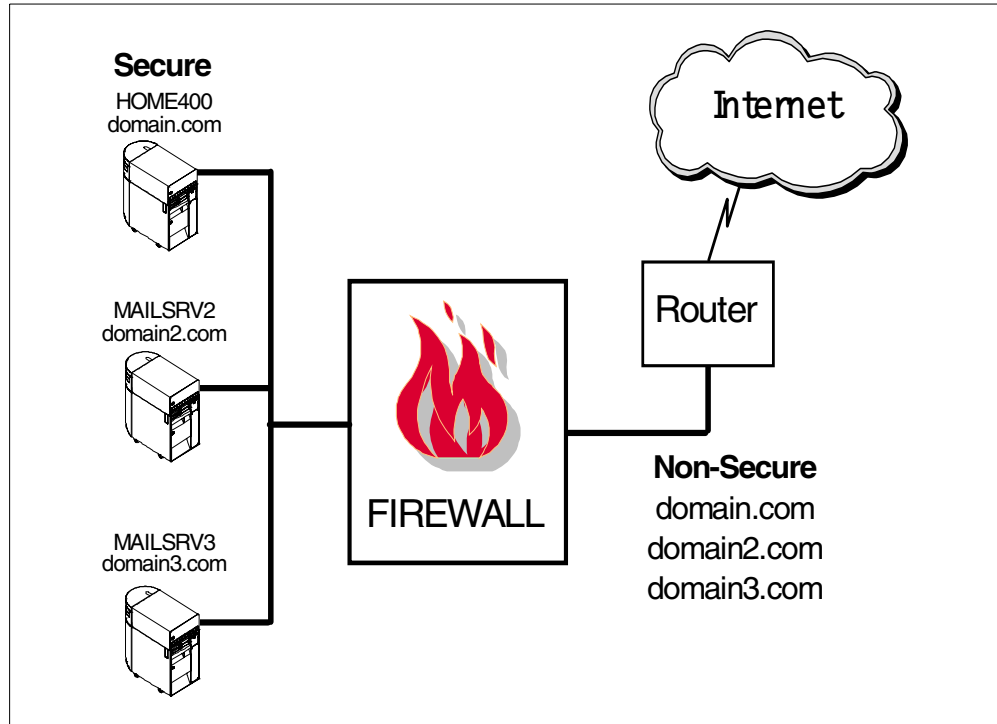 Secure
HOME400
domain.com
MAILSRV2
domain2.com
MAILSRV3
domain3.com
FIREWALL
Internet
Router
Non-Secure
domain.com
domain2.com
domain3.com